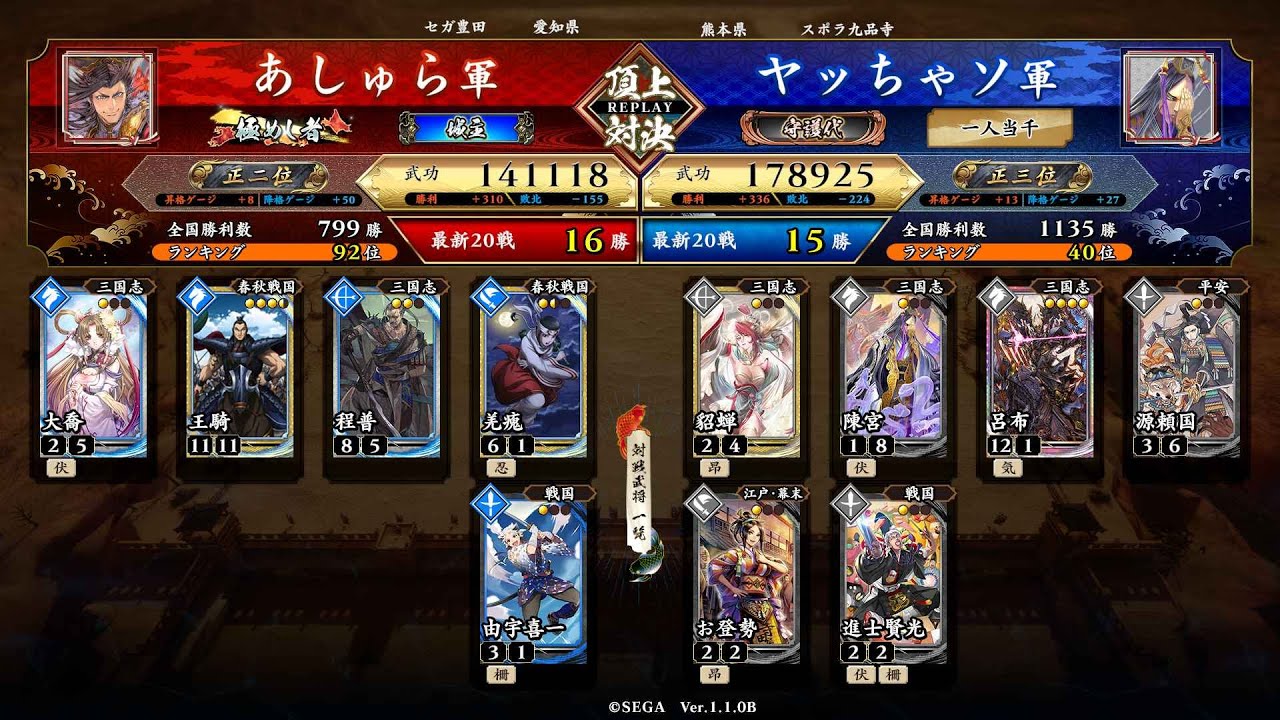 セガ豊田 愛知県
熊本県 スポラ九品寺
あしゅら軍
頂上
REPLAY
対決
ヤッちゃソ軍
極めし者 城主
守護代 一人当千
正二位
昇格ゲージ +8 降格ゲージ +50
武功 141118
勝利 +310 敗北 -155
武功 178925
勝利 +336 敗北 -224
正三位
昇格ゲージ +13 降格ゲージ +27
全国勝利数 799勝
ランキング 92位
最新20戦 16勝
最新20戦 15勝
全国勝利数 1135勝
ランキング 40位
三国志
大喬
2 5
伏
春秋戦国
王騎
11 11
三国志
程普
8 5
春秋戦国
羌瘣
6 1
忍
三国志
貂蝉
2 4
昂
三国志
陳宮
1 8
伏
三国志
呂布
12 1
気
平安
源頼国
3 6
対戦武将一覧
戦国
由宇喜一
3 1
柵
江戸・幕末
お登勢
2 2
昂
戦国
進士賢光
2 2
伏 柵
©SEGA Ver.1.1.0B